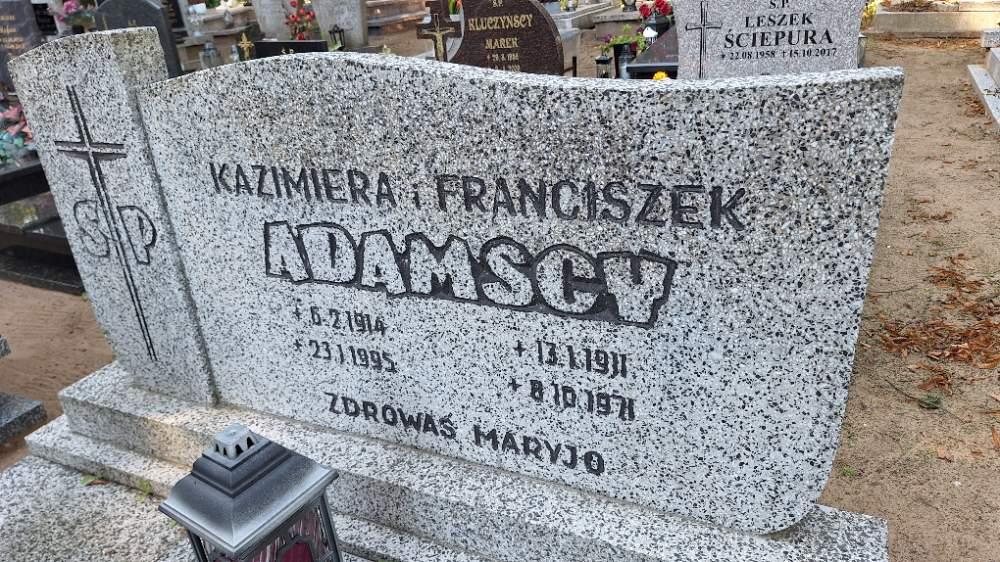 Ś.P.
KLUCZYŃSCY
MAREK
S.P.
LESZEK
ŚCIEPURA
* 22.08.1958 † 15.10.2017
S P
KAZIMIERA i FRANCISZEK
ADAMSCY
* 6.2.1914
+ 23.1.1995
* 13.1.1911
+ 8.10.1971
ZDROWAŚ MARYJO